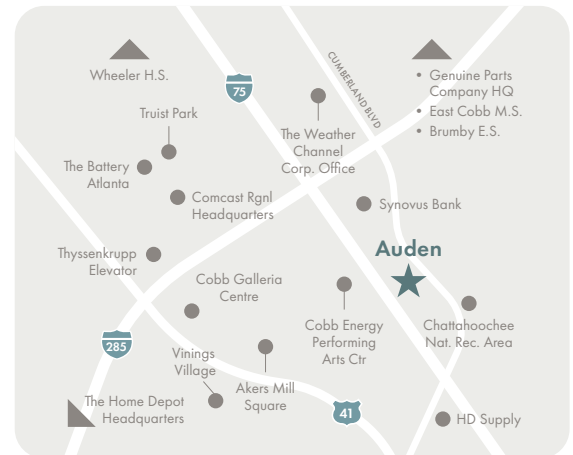 Wheeler H.S.
75
CUMBERLAND BLVD
• Genuine Parts
Company HQ
• East Cobb M.S.
• Brumby E.S.
Truist Park
The Weather
Channel
Corp. Office
The Battery
Atlanta
Comcast Rgnl
Headquarters
Synovus Bank
Thyssenkrupp
Elevator
Auden
Cobb Galleria
Centre
Cobb Energy
Performing
Arts Ctr
Chattahoochee
Nat. Rec. Area
285
Vinings
Village
Akers Mill
Square
The Home Depot
Headquarters
41
HD Supply